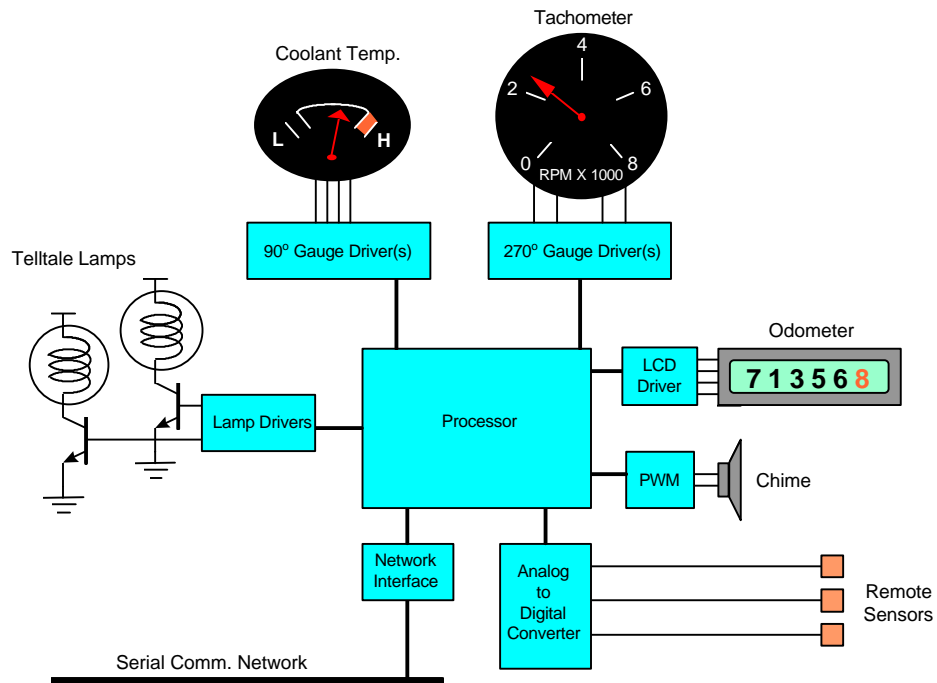 Tachometer
Coolant Temp.
4
2
6
L
H
0
8
RPM X 1000
90° Gauge Driver(s)
270° Gauge Driver(s)
Telltale Lamps
Odometer
LCD
Driver
713568
Lamp Drivers
Processor
PWM
Chime
Network
Interface
Analog
to
Digital
Converter
Remote
Sensors
Serial Comm. Network